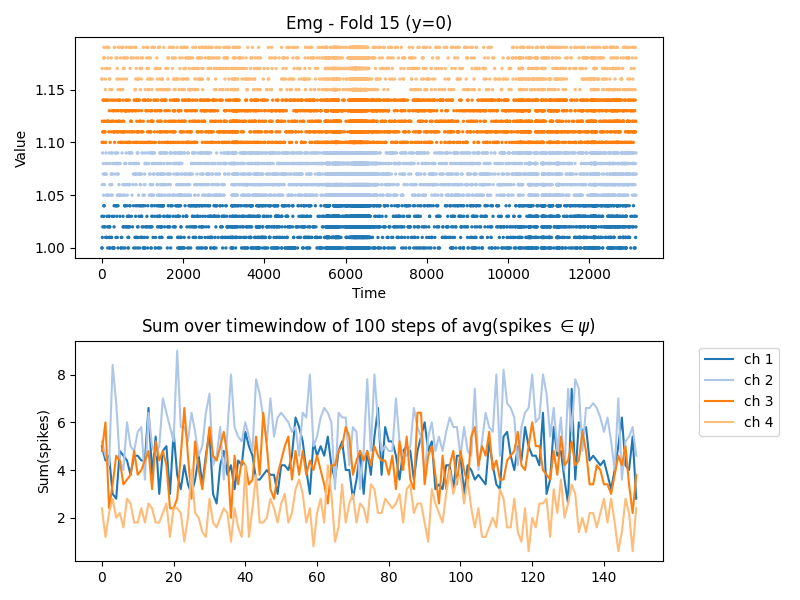 Emg - Fold 15 (y=0)
Value
1.15
1.10
1.05
1.00
0 2000 4000 6000 8000 10000 12000
Time
Sum over timewindow of 100 steps of avg(spikes ∈ψ)
Sum(spikes)
8
6
4
2
0 20 40 60 80 100 120 140
ch 1
ch 2
ch 3
ch 4